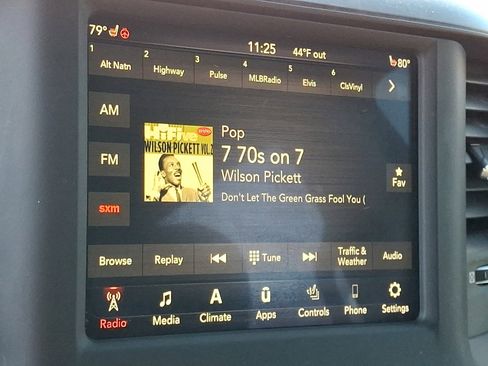 79°
11:25
44°F out
80°
1 Alt Natn
2 Highway
3 Pulse
4 MLBRadio
5 Elvis
6 ClsVinyl
AM
FM
sxm
HiFive
WILSON PICKETT VOL.2
Pop
7 70s on 7
Wilson Pickett
Don't Let The Green Grass Fool You (
Fav
Browse
Replay
Tune
Traffic &
Weather
Audio
Radio
Media
A
Climate
ū
Apps
Controls
Phone
Settings